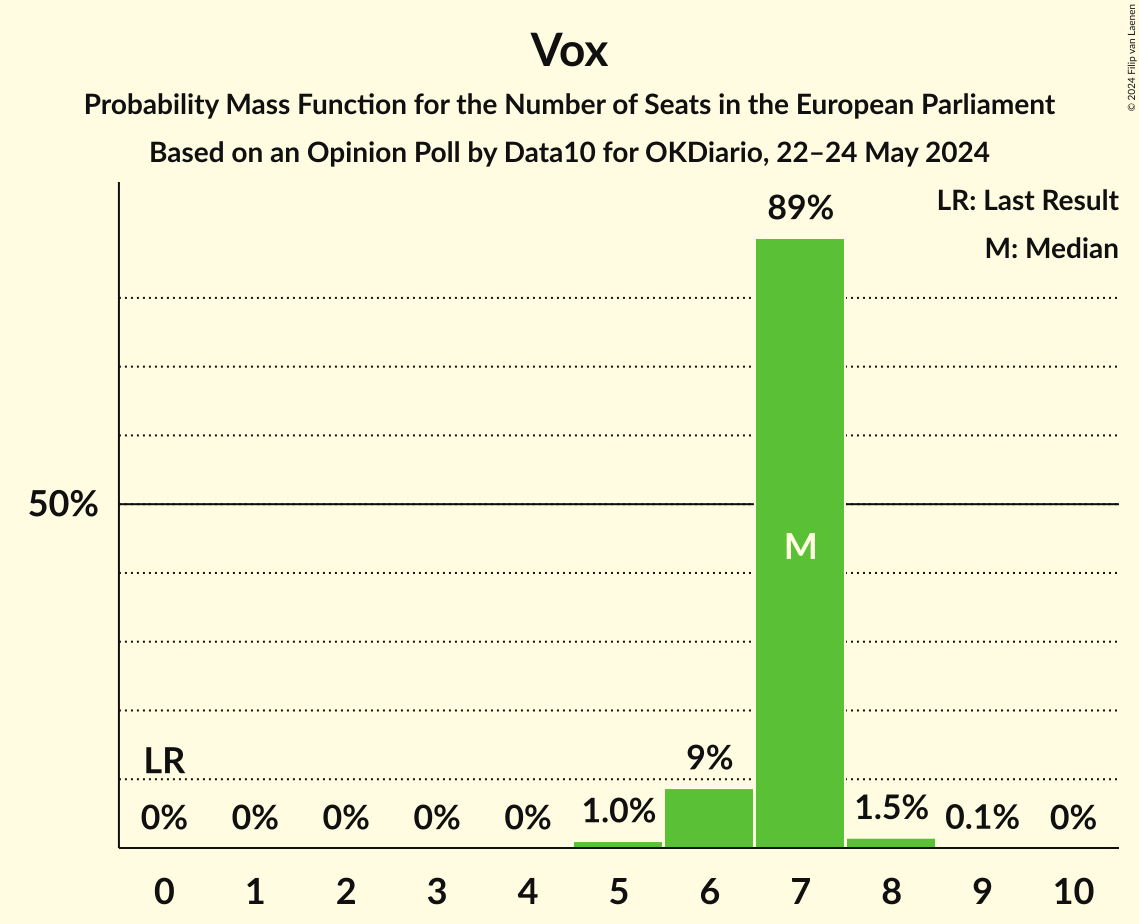 Vox
Probability Mass Function for the Number of Seats in the European Parliament
Based on an Opinion Poll by Data10 for OKDiario, 22–24 May 2024
© 2024 Filip van Laenen
LR: Last Result
M: Median
89%
50%
M
LR
9%
0% 0% 0% 0% 0% 1.0% 1.5% 0.1% 0%
0 1 2 3 4 5 6 7 8 9 10